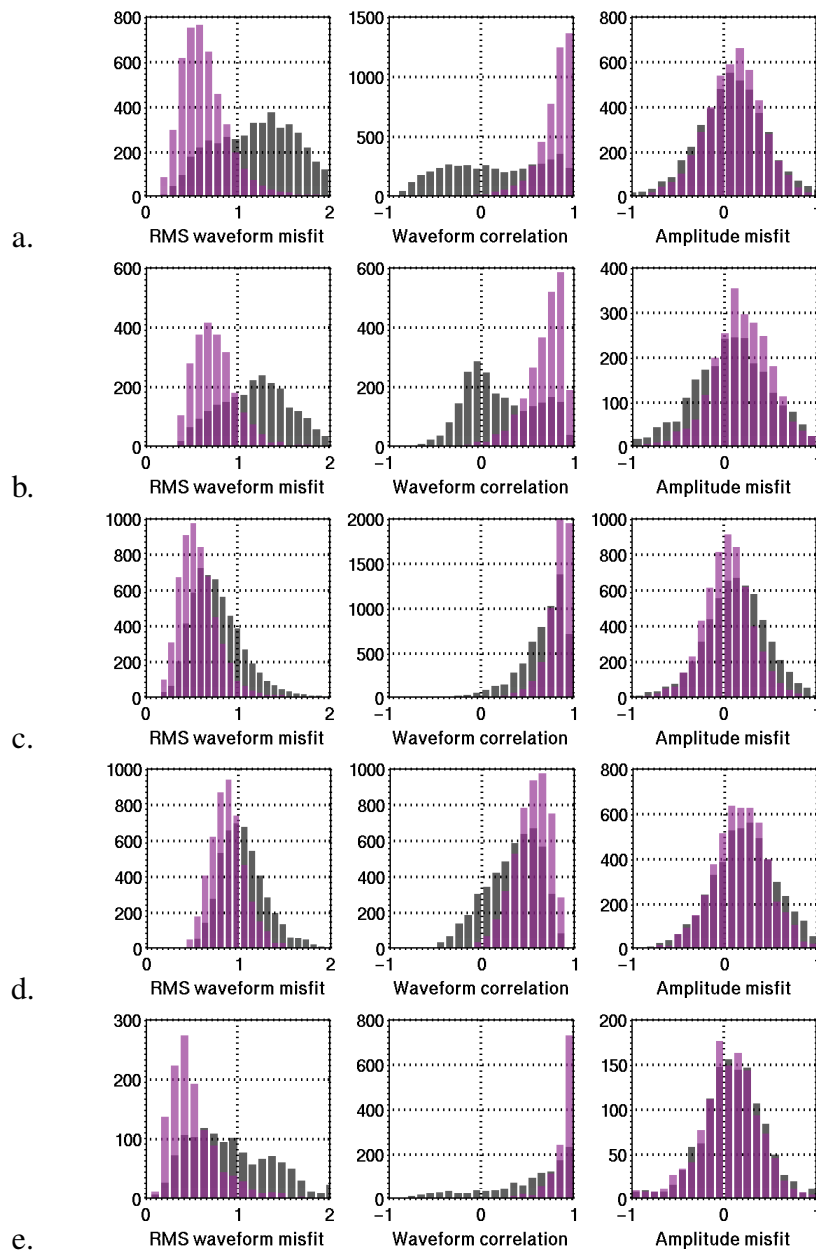 800 1500 800
600 1000 600
400 400
200 500 200
0 0 0
0 1 2 −1 0 1 −1 0 1
RMS waveform misfit Waveform correlation Amplitude misfit
a.
600 600 400
400 400 300
200
200 200 100
0 0 0
0 1 2 −1 0 1 −1 0 1
RMS waveform misfit Waveform correlation Amplitude misfit
b.
1000 2000 1000
800 1500 800
600 600
400 1000 400
200 500 200
0 0 0
0 1 2 −1 0 1 −1 0 1
RMS waveform misfit Waveform correlation Amplitude misfit
c.
1000 1000 800
800 800 600
600 600
400 400 400
200 200 200
0 0 0
0 1 2 −1 0 1 −1 0 1
RMS waveform misfit Waveform correlation Amplitude misfit
d.
300 800 200
200 600 150
400 100
100 200 50
0 0 0
0 1 2 −1 0 1 −1 0 1
RMS waveform misfit Waveform correlation Amplitude misfit
e.